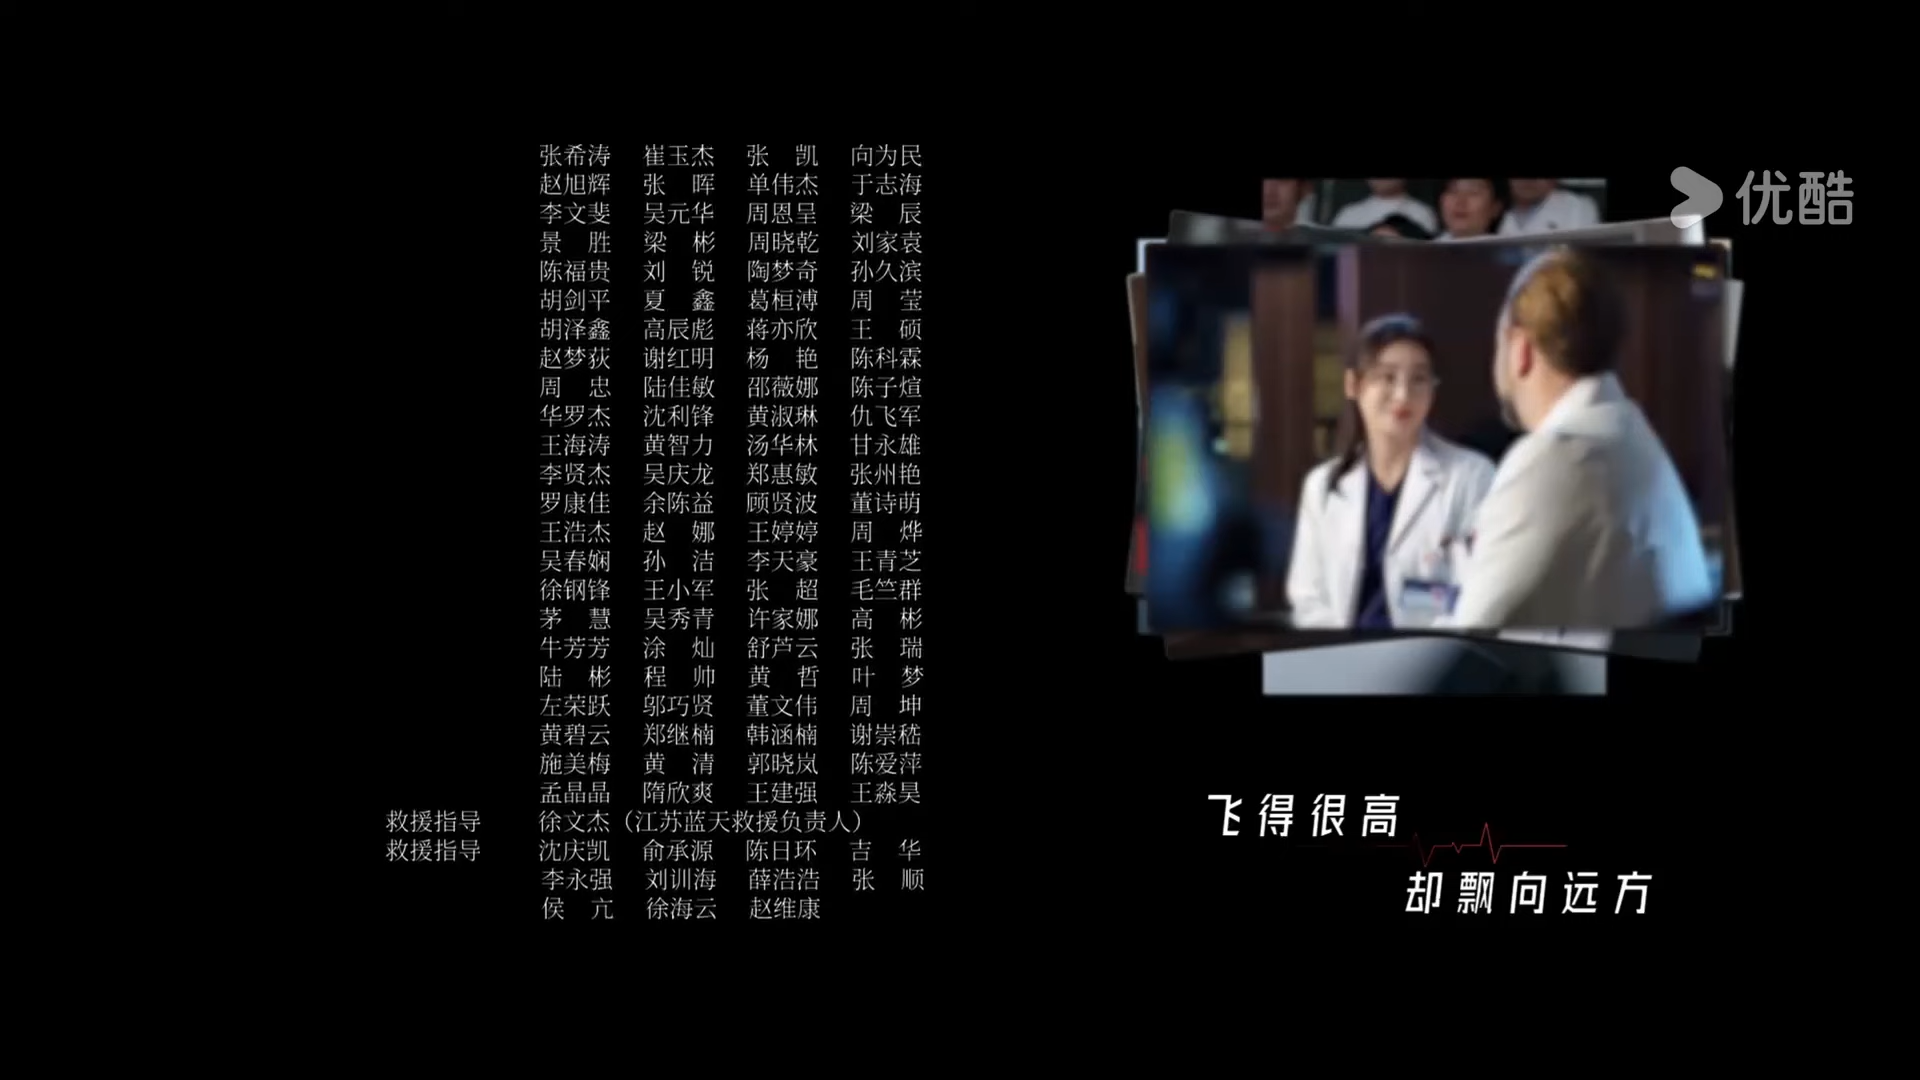 张希涛 崔玉杰 张 凯 向为民
赵旭辉 张 晖 单伟杰 于志海
李文斐 吴元华 周恩呈 梁 辰
景 胜 梁 彬 周晓乾 刘家袁
陈福贵 刘 锐 陶梦奇 孙久滨
胡剑平 夏 鑫 葛桓溥 周 莹
胡泽鑫 高辰彪 蒋亦欣 王 硕
赵梦荻 谢红明 杨 艳 陈科霖
周 忠 陆佳敏 邵薇娜 陈子煊
华罗杰 沈利锋 黄淑琳 仇飞军
王海涛 黄智力 汤华林 甘永雄
李贤杰 吴庆龙 郑惠敏 张州艳
罗康佳 余陈益 顾贤波 董诗萌
王浩杰 赵 娜 王婷婷 周 烨
吴春娴 孙 洁 李天豪 王青芝
徐钢锋 王小军 张 超 毛竺群
茅 慧 吴秀青 许家娜 高 彬
牛芳芳 涂 灿 舒芦云 张 瑞
陆 彬 程 帅 黄 哲 叶 梦
左荣跃 邬巧贤 董文伟 周 坤
黄碧云 郑继楠 韩涵楠 谢崇嵇
施美梅 黄 清 郭晓岚 陈爱萍
孟晶晶 隋欣爽 王建强 王淼昊
救援指导 徐文杰（江苏蓝天救援负责人）
救援指导 沈庆凯 俞承源 陈日环 吉 华
李永强 刘训海 薛浩浩 张 顺
侯 亢 徐海云 赵维康
优酷
飞得很高
却飘向远方